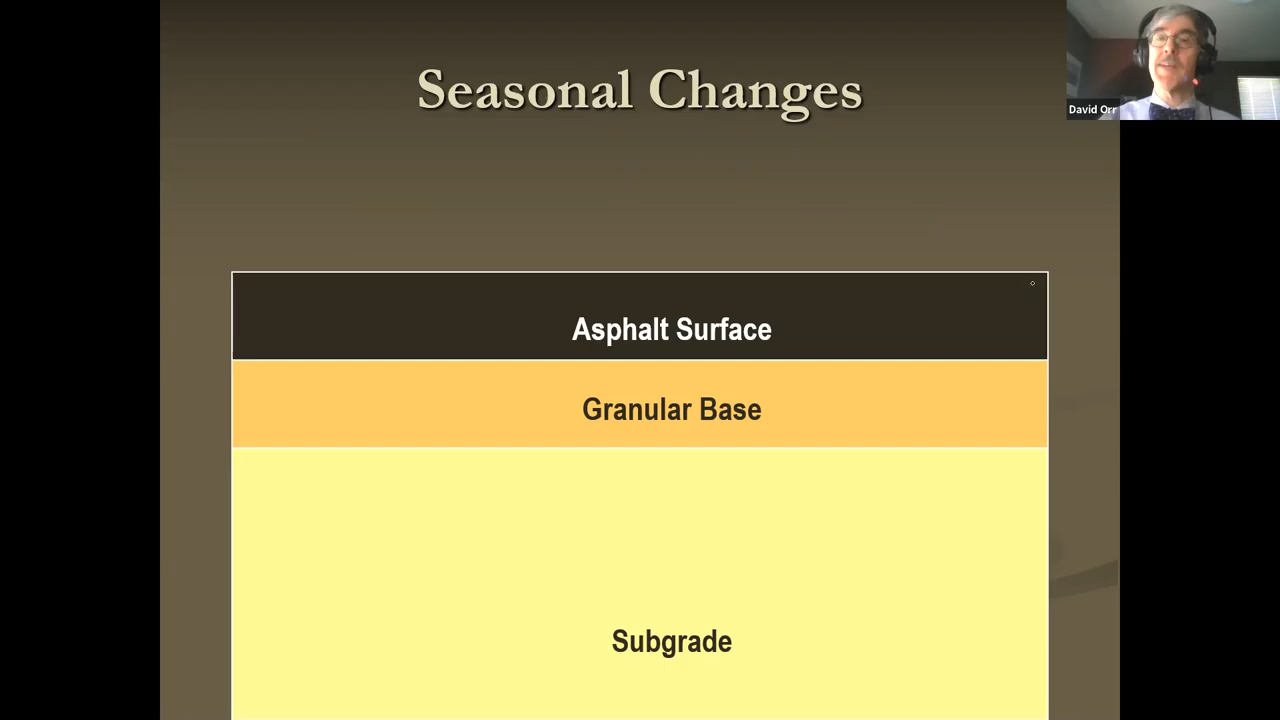 Seasonal Changes
David Orr
Asphalt Surface
Granular Base
Subgrade